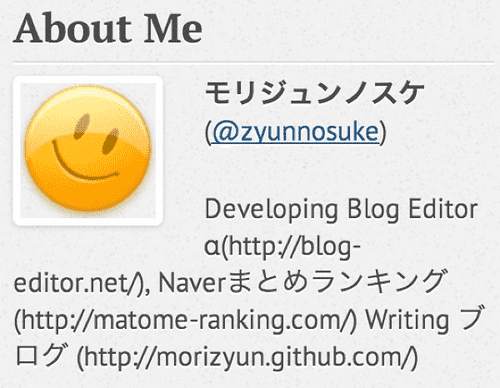 About Me
モリジュンノスケ
(@zyunnosuke)
Developing Blog Editor
α(http://blog-
editor.net/), Naverまとめランキング
(http://matome-ranking.com/) Writing ブ
ログ (http://morizyun.github.com/)